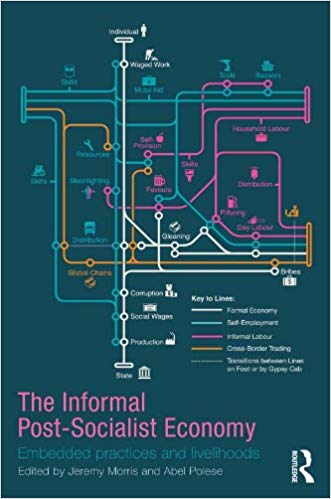 Individual
Waged Work
Skills
Mutual Aid
Tools
Bazaars
Self-
Provision
Household Labour
Resources
Skills
Skills
Moonlighting
Favours
Distribution
Pilfering
Day Labour
Distribution
Gleaning
Global Chains
Bribes
Corruption
Social Wages
Production
State
Key to Lines:
Formal Economy
Self-Employment
Informal Labour
Cross-Border Trading
Transitions between Lines
on Foot or by Gypsy Cab
The Informal
Post-Socialist Economy
Embedded practices and livelihoods
Edited by Jeremy Morris and Abel Polese
ROUTLEDGE